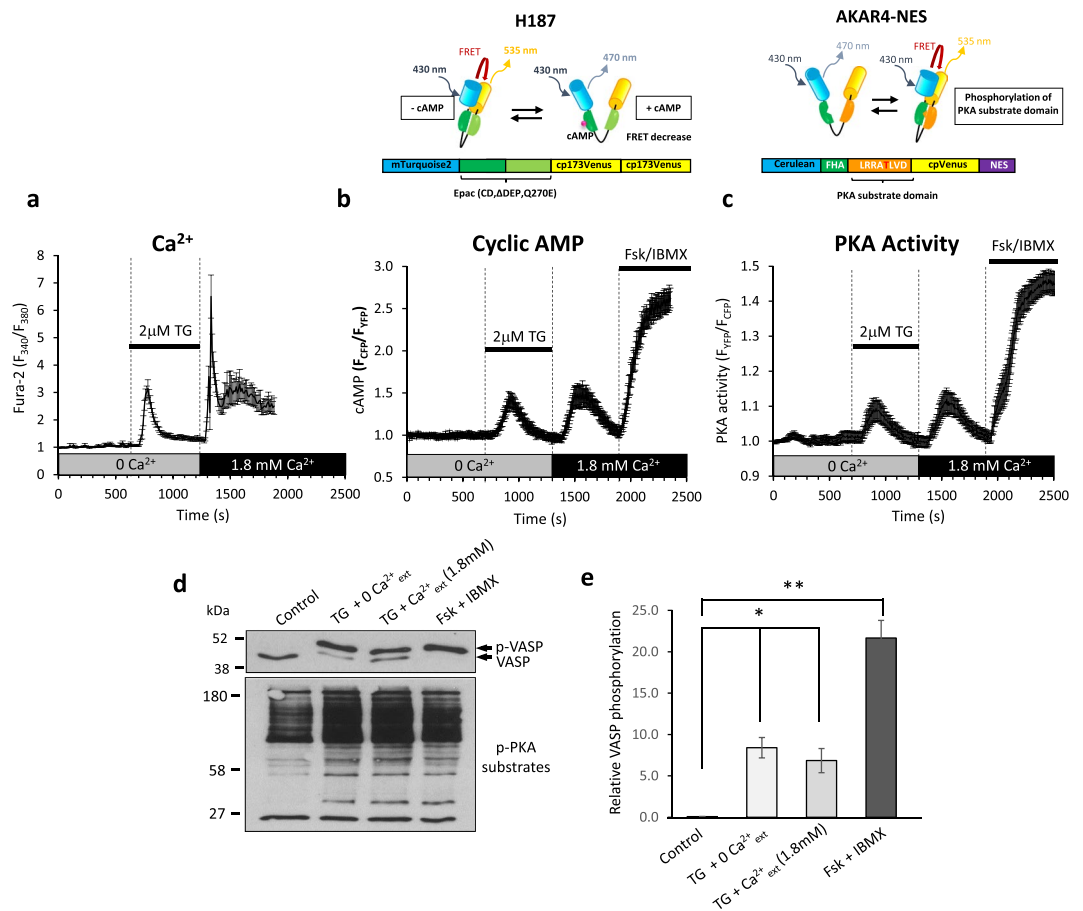 H187
AKAR4-NES
FRET
535 nm
470 nm
430 nm
430 nm
- cAMP
+ cAMP
cAMP
FRET decrease
mTurquoise2
cp173Venus
cp173Venus
Epac (CD,ΔDEP,Q270E)
470 nm
FRET
535 nm
430 nm
430 nm
Phosphorylation of
PKA substrate domain
Cerulean
FHA
LRRATLVD
cpVenus
NES
PKA substrate domain
a
Ca²⁺
Fura-2 (F₃₄₀/F₃₈₀)
8
7
6
5
4
3
2
1
0
2μM TG
0 Ca²⁺
1.8 mM Ca²⁺
0 500 1000 1500 2000 2500
Time (s)
b
Cyclic AMP
Fsk/IBMX
cAMP (F_CFP/F_YFP)
3.0
2.5
2.0
1.5
1.0
0.5
2μM TG
0 Ca²⁺
1.8 mM Ca²⁺
0 500 1000 1500 2000 2500
Time (s)
c
PKA Activity
Fsk/IBMX
PKA activity (F_YFP/F_CFP)
1.5
1.4
1.3
1.2
1.1
1.0
0.9
2μM TG
0 Ca²⁺
1.8 mM Ca²⁺
0 500 1000 1500 2000 2500
Time (s)
d
kDa
Control
TG + 0 Ca²⁺ext
TG + Ca²⁺ext (1.8mM)
Fsk + IBMX
52
38
p-VASP
VASP
180
58
27
p-PKA
substrates
e
Relative VASP phosphorylation
25.0
20.0
15.0
10.0
5.0
0.0
**
*
Control
TG + 0 Ca²⁺ext
TG + Ca²⁺ext (1.8mM)
Fsk + IBMX